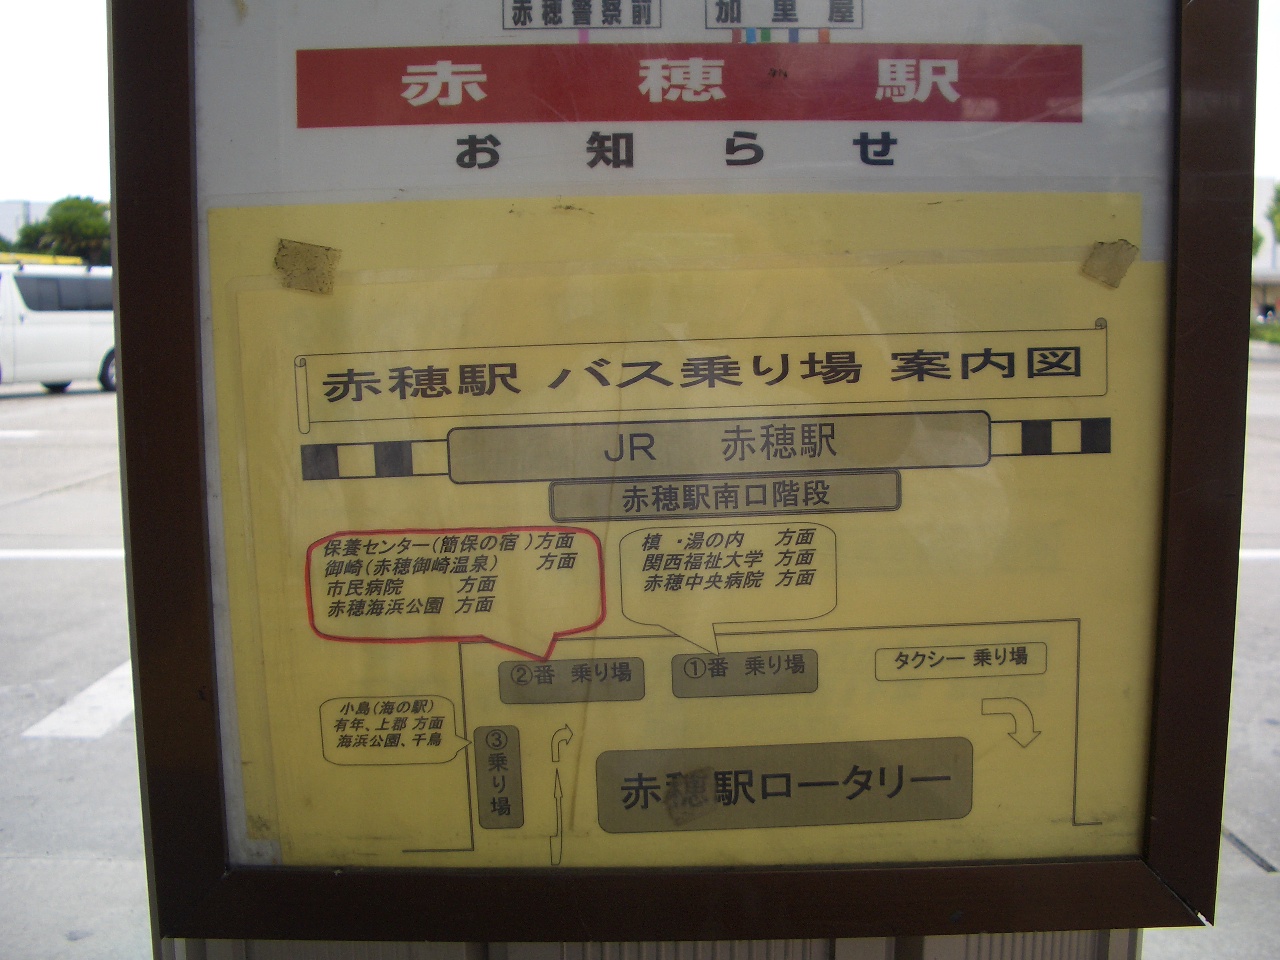 赤穂警察前 加里屋
赤穂駅
お知らせ
赤穂駅 バス乗り場 案内図
JR 赤穂駅
赤穂駅南口階段
保養センター(簡保の宿)方面
御崎(赤穂御崎温泉) 方面
市民病院 方面
赤穂海浜公園 方面
槙・湯の内 方面
関西福祉大学 方面
赤穂中央病院 方面
②番 乗り場
①番 乗り場
タクシー 乗り場
小島(海の駅)
有年、上郡 方面
海浜公園、千鳥
③乗り場
赤穂駅ロータリー